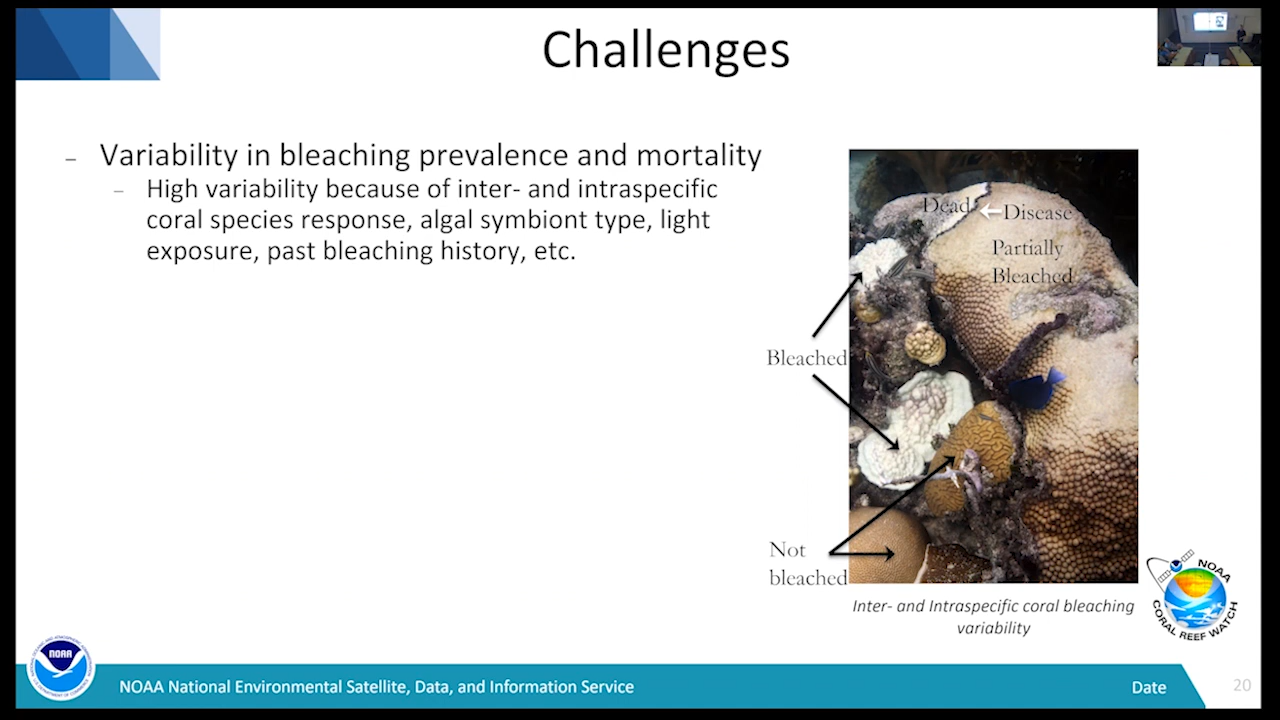 Challenges
– Variability in bleaching prevalence and mortality
– High variability because of inter- and intraspecific
coral species response, algal symbiont type, light
exposure, past bleaching history, etc.
Dead
Disease
Partially
Bleached
Bleached
Not
bleached
Inter- and Intraspecific coral bleaching
variability
NOAA
CORAL REEF WATCH
NOAA
NOAA National Environmental Satellite, Data, and Information Service
Date
20